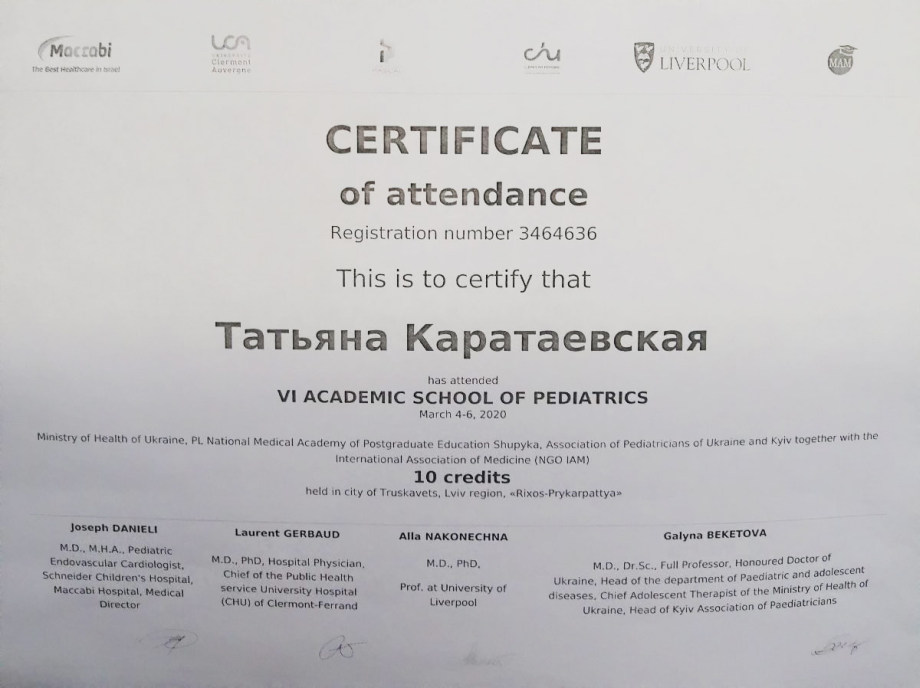 Maccabi
The Best Healthcare in Israel
UCA
UNIVERSITÉ
Clermont
Auvergne
chu
UNIVERSITY OF
LIVERPOOL
MAM
CERTIFICATE
of attendance
Registration number 3464636
This is to certify that
Татьяна Каратаевская
has attended
VI ACADEMIC SCHOOL OF PEDIATRICS
March 4-6, 2020
Ministry of Health of Ukraine, PL National Medical Academy of Postgraduate Education Shupyka, Association of Pediatricians of Ukraine and Kyiv together with the
International Association of Medicine (NGO IAM)
10 credits
held in city of Truskavets, Lviv region, «Rixos-Prykarpattya»
Joseph DANIELI
M.D., M.H.A., Pediatric
Endovascular Cardiologist,
Schneider Children's Hospital,
Maccabi Hospital, Medical
Director
Laurent GERBAUD
M.D., PhD, Hospital Physician,
Chief of the Public Health
service University Hospital
(CHU) of Clermont-Ferrand
Alla NAKONECHNA
M.D., PhD,
Prof. at University of
Liverpool
Galyna BEKETOVA
M.D., Dr.Sc., Full Professor, Honoured Doctor of
Ukraine, Head of the department of Paediatric and adolescent
diseases, Chief Adolescent Therapist of the Ministry of Health of
Ukraine, Head of Kyiv Association of Paediatricians